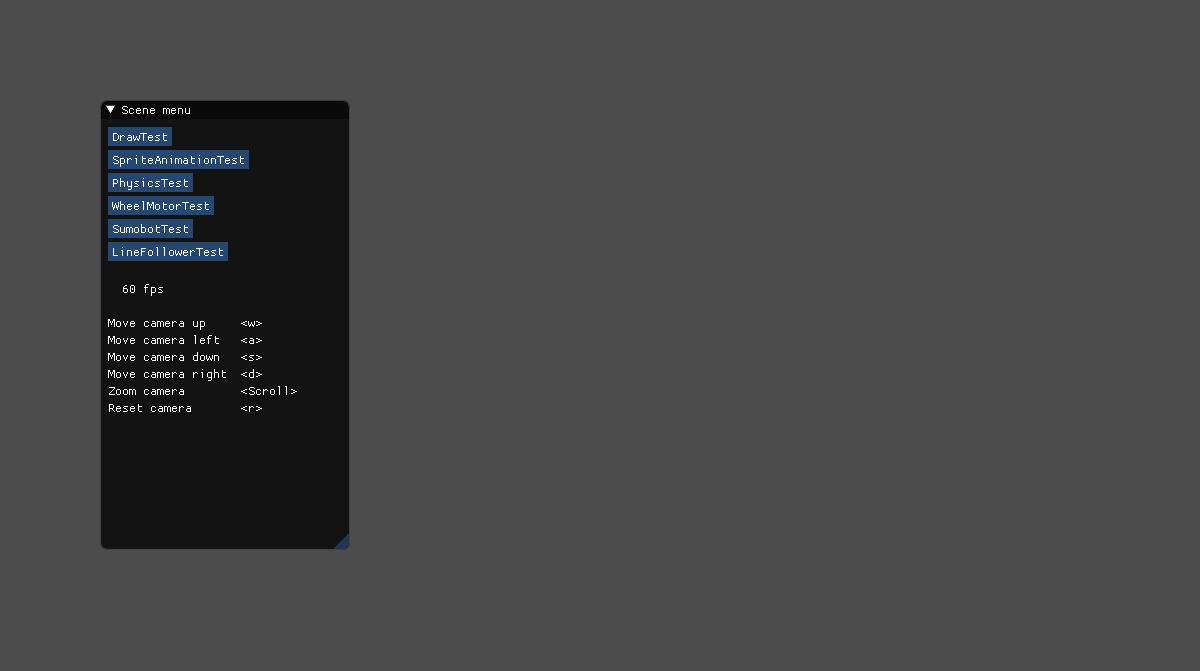 Scene menu
DrawTest
SpriteAnimationTest
PhysicsTest
WheelMotorTest
SumobotTest
LineFollowerTest
60 fps
Move camera up <w>
Move camera left <a>
Move camera down <s>
Move camera right <d>
Zoom camera <Scroll>
Reset camera <r>